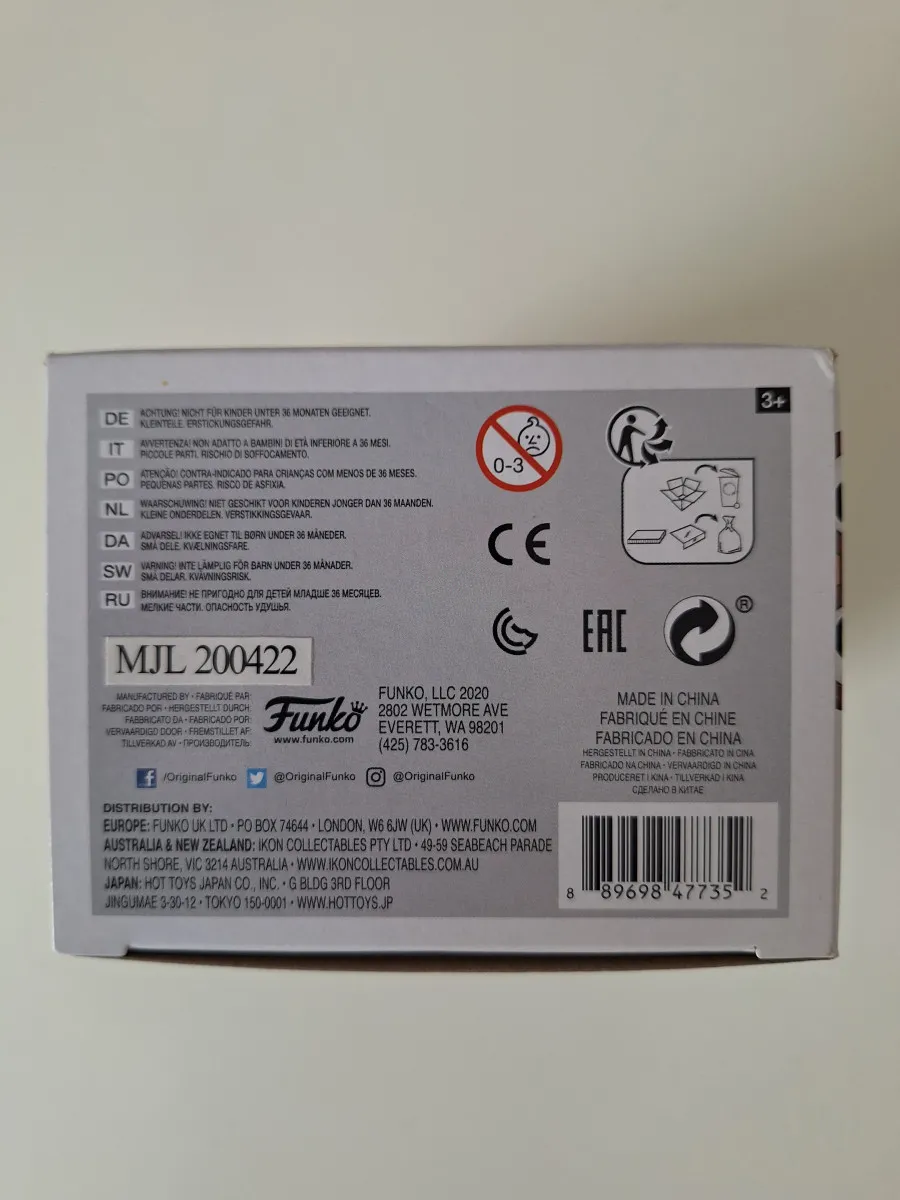 3+
DE ACHTUNG! NICHT FÜR KINDER UNTER 36 MONATEN GEEIGNET.
KLEINTEILE. ERSTICKUNGSGEFAHR.
IT AVVERTENZA! NON ADATTO A BAMBINI DI ETÀ INFERIORE A 36 MESI.
PICCOLE PARTI. RISCHIO DI SOFFOCAMENTO.
PO ATENÇÃO! CONTRA-INDICADO PARA CRIANÇAS COM MENOS DE 36 MESES.
PEQUENAS PARTES. RISCO DE ASFIXIA.
NL WAARSCHUWING! NIET GESCHIKT VOOR KINDEREN JONGER DAN 36 MAANDEN.
KLEINE ONDERDELEN. VERSTIKKINGSGEVAAR.
DA ADVARSEL! IKKE EGNET TIL BØRN UNDER 36 MÅNEDER.
SMÅ DELE. KVÆLNINGSFARE.
SW VARNING! INTE LÄMPLIG FÖR BARN UNDER 36 MÅNADER.
SMÅ DELAR. KVÄVNINGSRISK.
RU ВНИМАНИЕ! НЕ ПРИГОДНО ДЛЯ ДЕТЕЙ МЛАДШЕ 36 МЕСЯЦЕВ.
МЕЛКИЕ ЧАСТИ. ОПАСНОСТЬ УДУШЬЯ.
0-3
CE
EAC
®
MJL 200422
MANUFACTURED BY • FABRIQUÉ PAR:
FABRICADO POR • HERGESTELLT DURCH:
FABBRICATO DA • FABRICADO POR:
VERVAARDIGD DOOR • FREMSTILLET AF:
TILLVERKAD AV • ПРОИЗВОДИТЕЛЬ:
Funko
www.funko.com
FUNKO, LLC 2020
2802 WETMORE AVE
EVERETT, WA 98201
(425) 783-3616
MADE IN CHINA
FABRIQUÉ EN CHINE
FABRICADO EN CHINA
HERGESTELLT IN CHINA • FABBRICATO IN CINA
FABRICADO NA CHINA • VERVAARDIGD IN CHINA
PRODUCERET I KINA • TILLVERKAD I KINA
СДЕЛАНО В КИТАЕ
/OriginalFunko @OriginalFunko @OriginalFunko
DISTRIBUTION BY:
EUROPE: FUNKO UK LTD • PO BOX 74644 • LONDON, W6 6JW (UK) • WWW.FUNKO.COM
AUSTRALIA & NEW ZEALAND: IKON COLLECTABLES PTY LTD • 49-59 SEABEACH PARADE
NORTH SHORE, VIC 3214 AUSTRALIA • WWW.IKONCOLLECTABLES.COM.AU
JAPAN: HOT TOYS JAPAN CO., INC. • G BLDG 3RD FLOOR
JINGUMAE 3-30-12 • TOKYO 150-0001 • WWW.HOTTOYS.JP
8 89698 47735 2